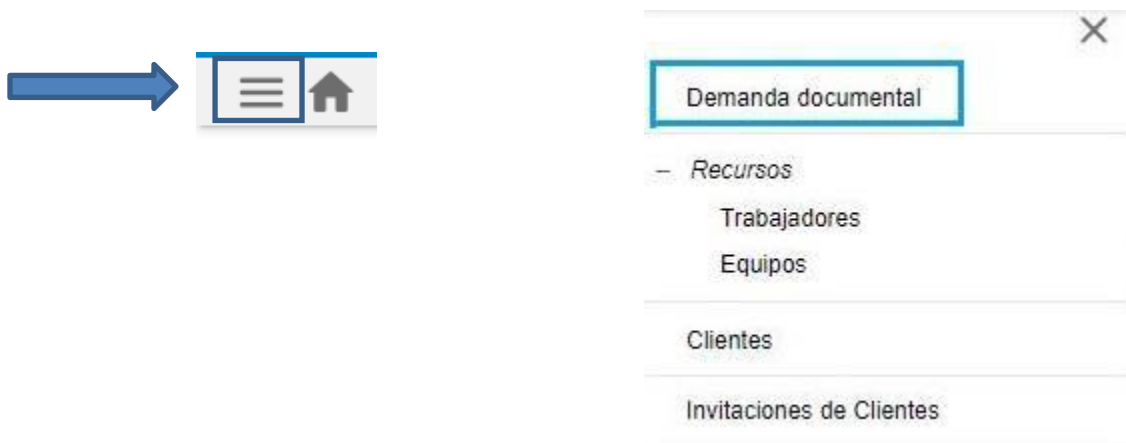 Demanda documental
– Recursos
Trabajadores
Equipos
Clientes
Invitaciones de Clientes